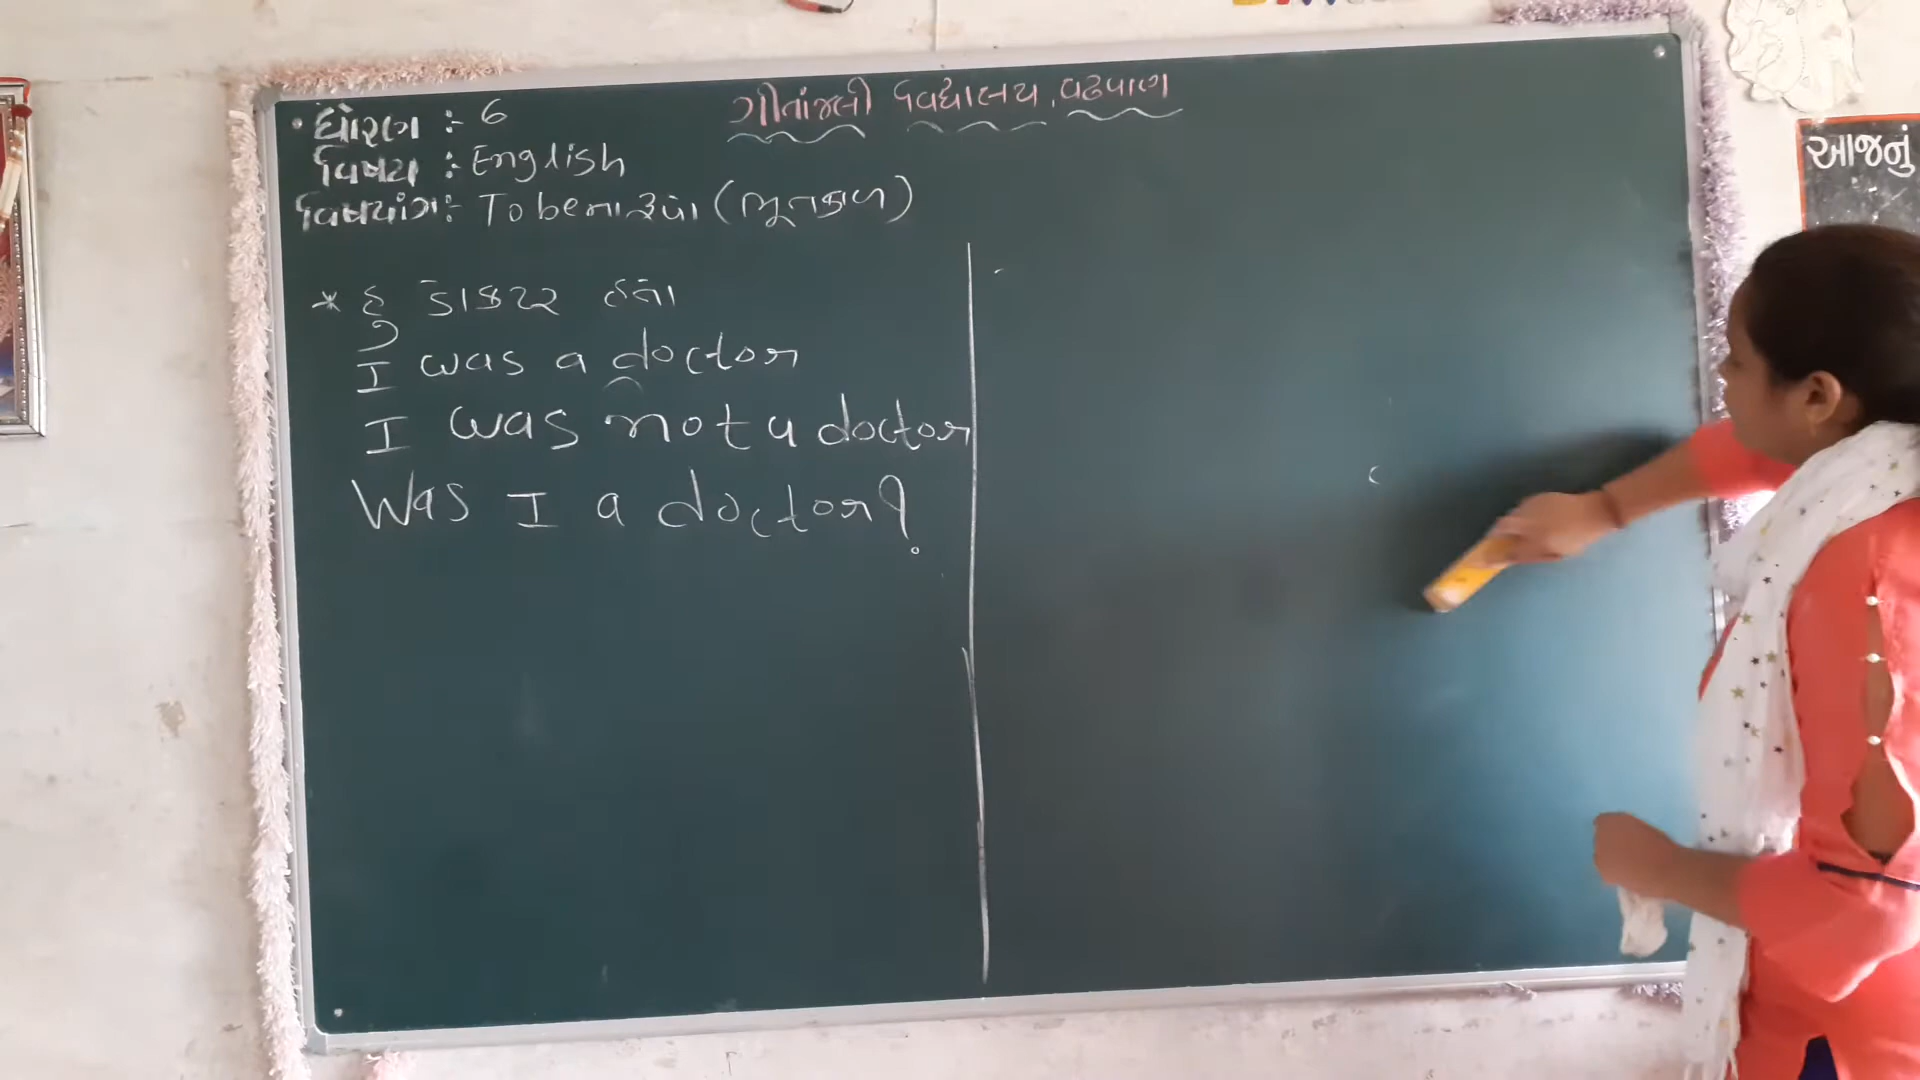 ગીતાંજલી વિદ્યાલય, વઢવાણ
ધોરણ :- 6
વિષય :- English
વિષયાંગ :- To be ના રૂપો (ભૂતકાળ)
* હું ડોક્ટર હતો
I was a doctor
I was not a doctor
Was I a doctor?
આજનું